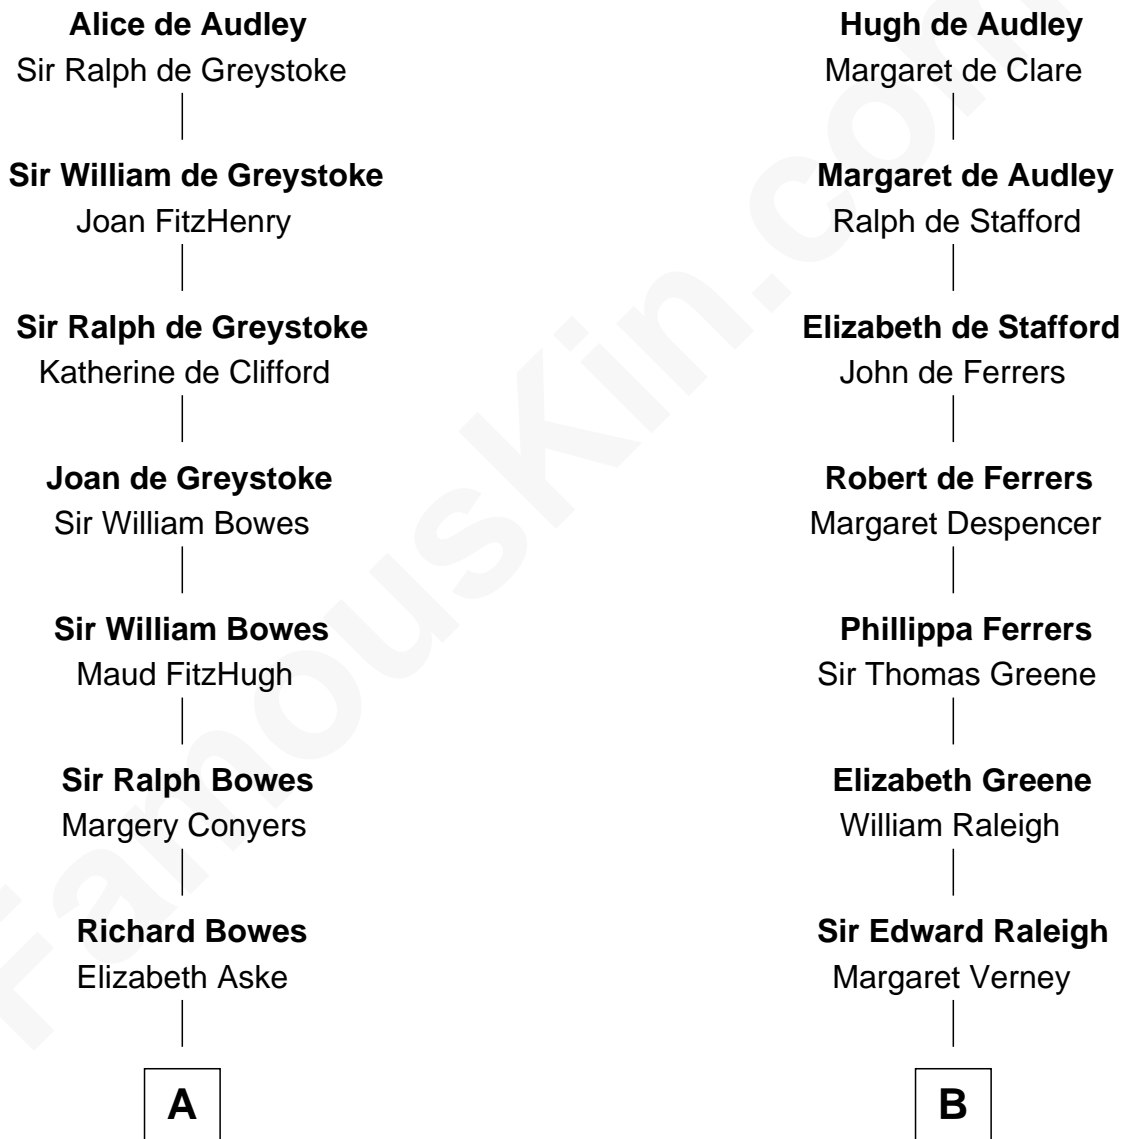 Alice de Audley
Sir Ralph de Greystoke
Sir William de Greystoke
Joan FitzHenry
Sir Ralph de Greystoke
Katherine de Clifford
Joan de Greystoke
Sir William Bowes
Sir William Bowes
Maud FitzHugh
Sir Ralph Bowes
Margery Conyers
Richard Bowes
Elizabeth Aske
A
Hugh de Audley
Margaret de Clare
Margaret de Audley
Ralph de Stafford
Elizabeth de Stafford
John de Ferrers
Robert de Ferrers
Margaret Despencer
Phillippa Ferrers
Sir Thomas Greene
Elizabeth Greene
William Raleigh
Sir Edward Raleigh
Margaret Verney
B
FamousKin.com